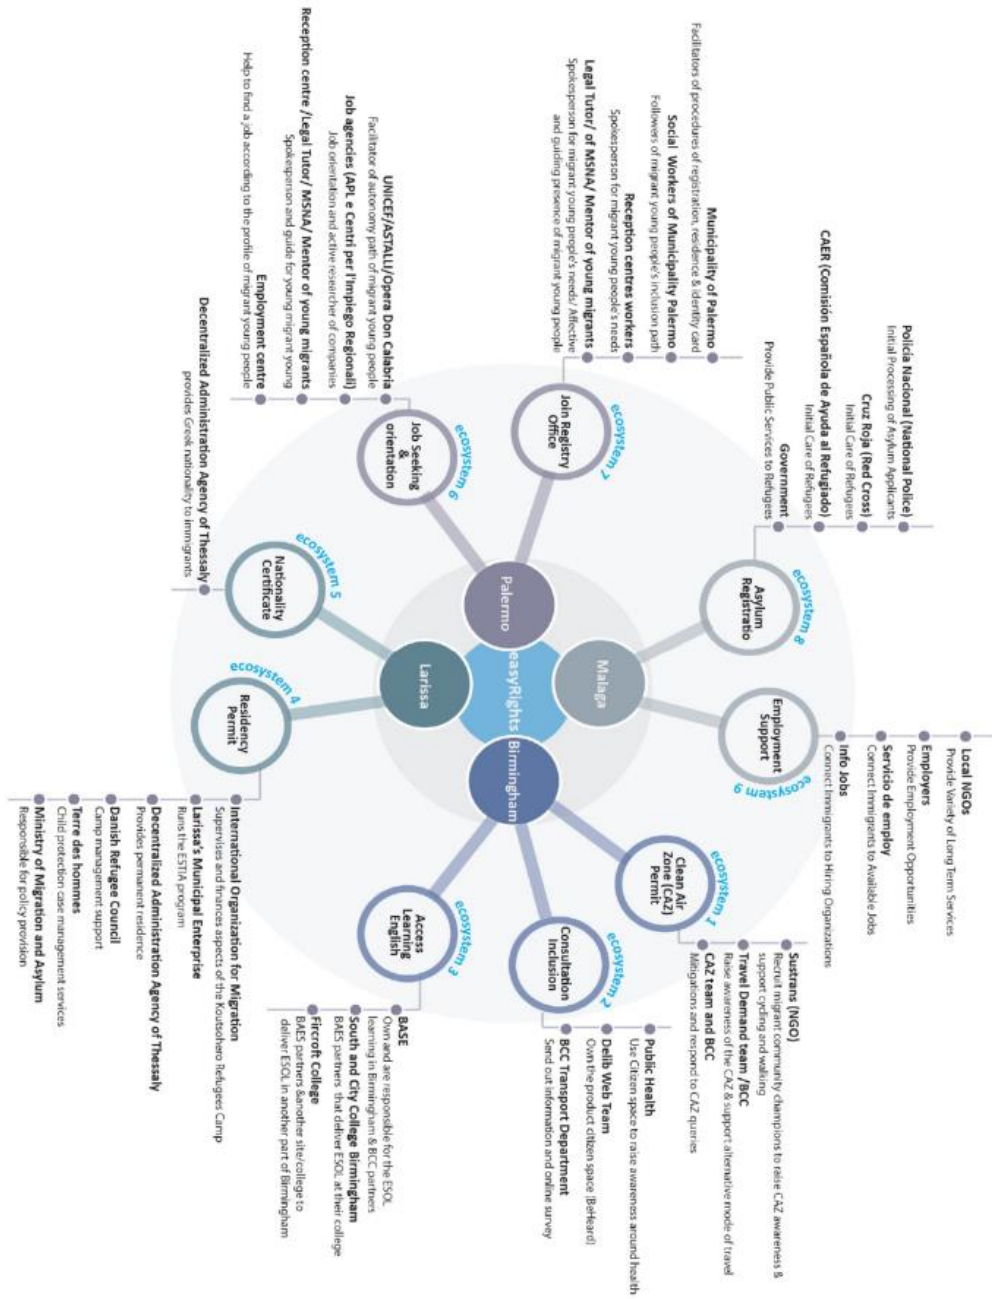 easyRights
Birmingham
Malaga
Palermo
Larissa
ecosystem 1
Clean Air
Zone (CAZ)
Permit
Sustrans (NGO)
Recruit migrant community champions to raise CAZ awareness &
support cycling and walking
Travel Demand team /BCC
Raise awareness of the CAZ & support alternative mode of travel
CAZ team and BCC
Mitigations and respond to CAZ queries
ecosystem 2
Consultation
Inclusion
Public Health
Use Citizen space to raise awareness around health
Delib Web Team
Own the product citizen space (BeHeard)
BCC Transport Department
Send out information and online survey
ecosystem 3
Access
Learning
English
BASE
Own and are responsible for the ESOL
learning in Birmingham & BCC partners
South and City College Birmingham
BAES partners that deliver ESOL at their college
Fircroft College
BAES partners &another site/college to
deliver ESOL in another part of Birmingham
ecosystem 4
Residency
Permit
International Organization for Migration
Supervises and finances aspects of the Koutsohero Refugees Camp
Larissa's Municipal Enterprise
Runs the ESTIA program
Decentralized Administration Agency of Thessaly
Provides permanent residence
Danish Refugee Council
Camp management support
Terre des hommes
Child protection case management services
Ministry of Migration and Asylum
Responsible for policy provision
ecosystem 5
Nationality
Certificate
Decentralized Administration Agency of Thessaly
provides Greek nationality to immigrants
ecosystem 6
Job Seeking
&
orientation
UNICEF/ASTALLI/Opera Don Calabria
Facilitator of autonomy path of migrant young people
Job agencies (APL e Centri per l'Impiego Regionali)
Job orientation and active researcher of companies
Reception centre /Legal Tutor/ MSNA/ Mentor of young migrants
Spokesperson and guide for young migrant young
Employment centre
Help to find a job according to the profile of migrant young people
ecosystem 7
Join Registry
Office
Municipality of Palermo
Facilitators of procedures of registration, residence & identity card
Social Workers of Municipality Palermo
Followers of migrant young people's inclusion path
Reception centres workers
Spokesperson for migrant young people's needs
Legal Tutor/ of MSNA/ Mentor of young migrants
Spokesperson for migrant young people's needs/ Affective
and guiding presence of migrant young people
ecosystem 8
Asylum
Registratio
Policía Nacional (National Police)
Initial Processing of Asylum Applicants
Cruz Roja (Red Cross)
Initial Care of Refugees
CAER (Comisión Española de Ayuda al Refugiado)
Initial Care of Refugees
Government
Provide Public Services to Refugees
ecosystem 9
Employment
Support
Local NGOs
Provide Variety of Long Term Services
Employers
Provide Employment Opportunities
Servicio de employ
Connect Immigrants to Available Jobs
Info Jobs
Connect Immigrants to Hiring Organizations